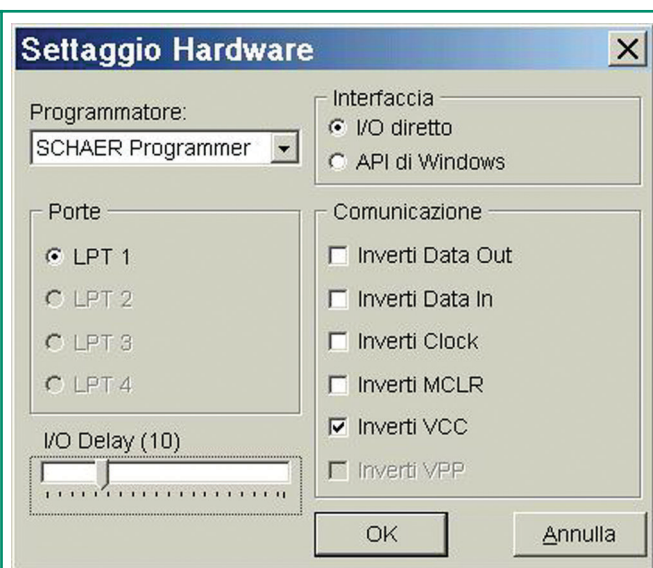 Settaggio Hardware
Programmatore:
SCHAER Programmer
Interfaccia
I/O diretto
API di Windows
Porte
LPT 1
LPT 2
LPT 3
LPT 4
I/O Delay (10)
Comunicazione
Inverti Data Out
Inverti Data In
Inverti Clock
Inverti MCLR
Inverti VCC
Inverti VPP
OK
Annulla